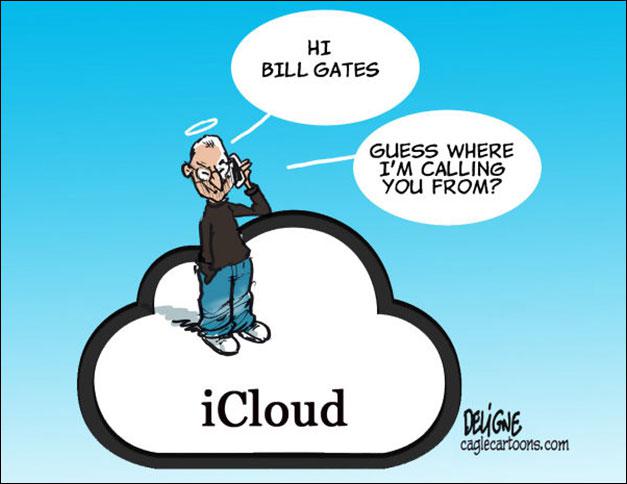 HI
BILL GATES
GUESS WHERE
I'M CALLING
YOU FROM?
iCloud
DELIGNE
caglecartoons.com